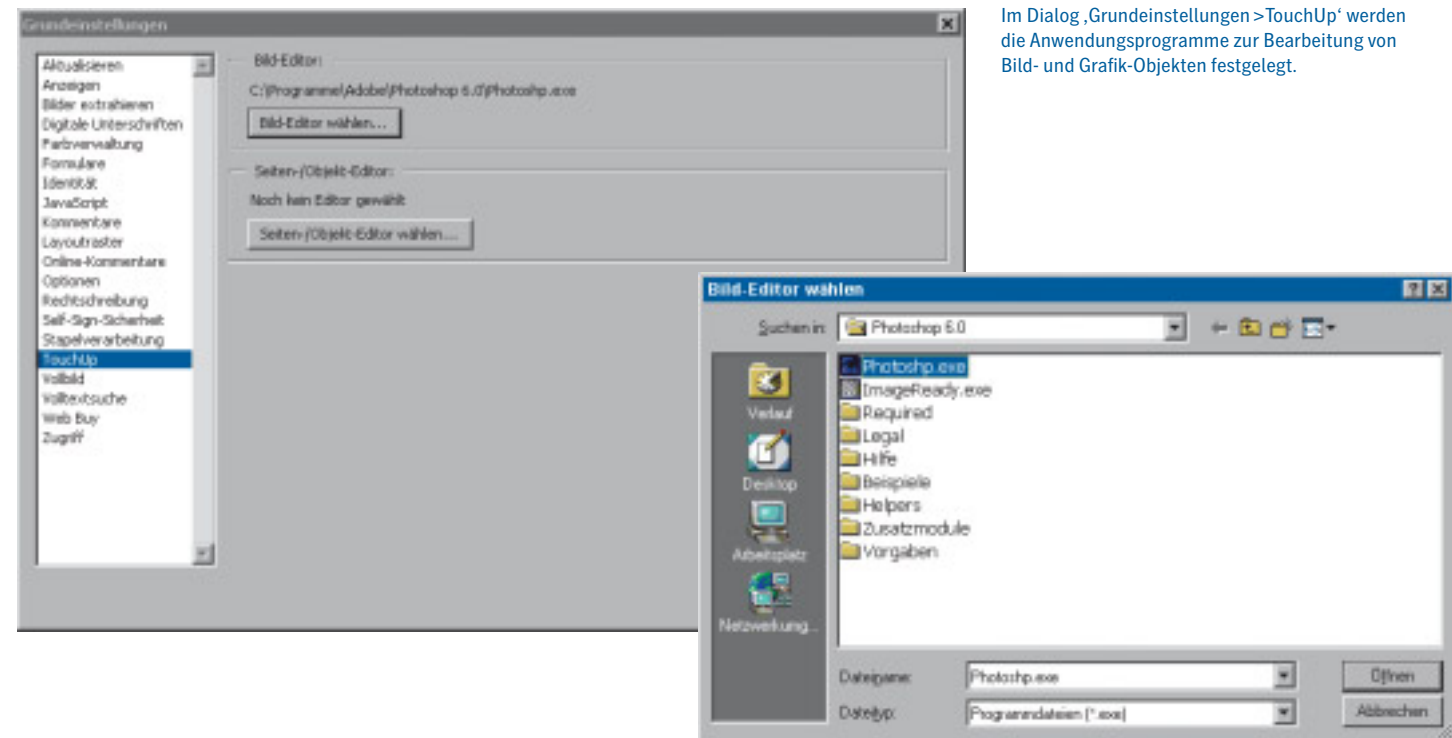 Grundeinstellungen
Aktualisieren
Anzeigen
Bilder extrahieren
Digitale Unterschriften
Farbverwaltung
Formulare
Identität
JavaScript
Kommentare
Layoutraster
Online-Kommentare
Optionen
Rechtschreibung
Self-Sign-Sicherheit
Stapelverarbeitung
TouchUp
Vollbild
Volltextsuche
Web Buy
Zugriff
Bild-Editor:
C:\Programme\Adobe\Photoshop 6.0\Photoshp.exe
Bild-Editor wählen...
Seiten-/Objekt-Editor:
Noch kein Editor gewählt
Seiten-/Objekt-Editor wählen...
Im Dialog ‚Grundeinstellungen >TouchUp‘ werden
die Anwendungsprogramme zur Bearbeitung von
Bild- und Grafik-Objekten festgelegt.
Bild-Editor wählen
Suchen in: Photoshop 6.0
Verlauf
Desktop
Arbeitsplatz
Netzwerkumg...
Photoshp.exe
ImageReady.exe
Required
Legal
Hilfe
Beispiele
Helpers
Zusatzmodule
Vorgaben
Dateiname: Photoshp.exe Öffnen
Dateityp: Programmdateien (*.exe) Abbrechen